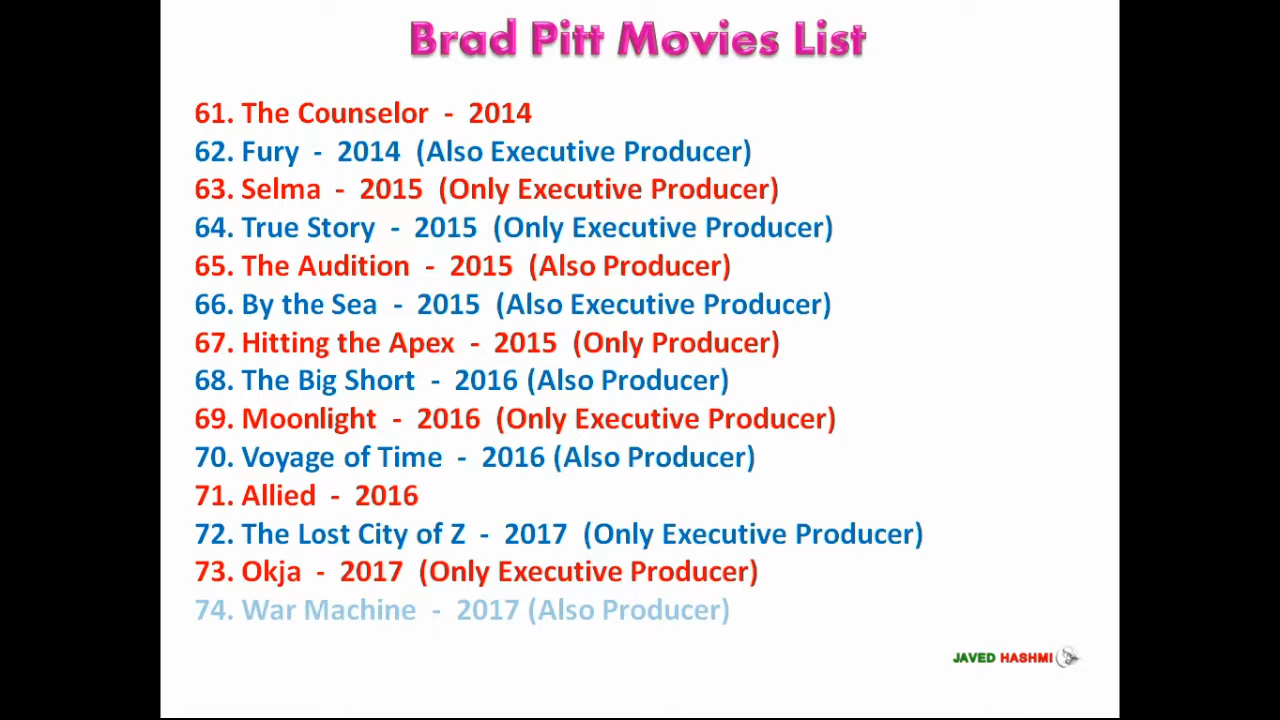 Brad Pitt Movies List
61. The Counselor - 2014
62. Fury - 2014 (Also Executive Producer)
63. Selma - 2015 (Only Executive Producer)
64. True Story - 2015 (Only Executive Producer)
65. The Audition - 2015 (Also Producer)
66. By the Sea - 2015 (Also Executive Producer)
67. Hitting the Apex - 2015 (Only Producer)
68. The Big Short - 2016 (Also Producer)
69. Moonlight - 2016 (Only Executive Producer)
70. Voyage of Time - 2016 (Also Producer)
71. Allied - 2016
72. The Lost City of Z - 2017 (Only Executive Producer)
73. Okja - 2017 (Only Executive Producer)
74. War Machine - 2017 (Also Producer)
JAVED HASHMI